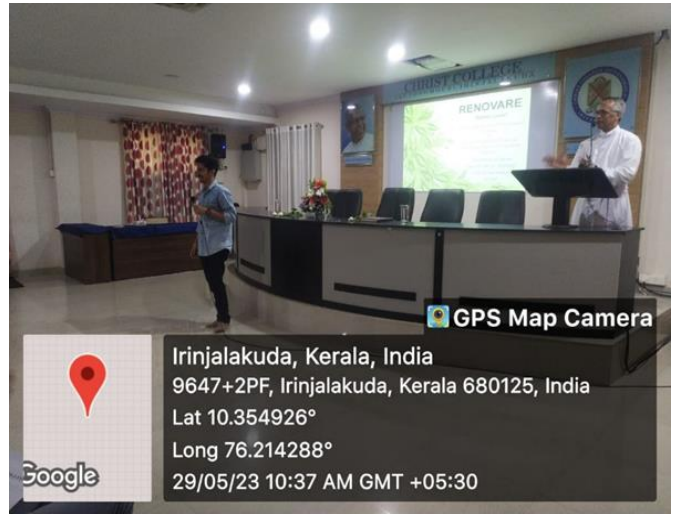 CHRIST COLLEGE
RENOVARE
GPS Map Camera
Irinjalakuda, Kerala, India
9647+2PF, Irinjalakuda, Kerala 680125, India
Lat 10.354926°
Long 76.214288°
29/05/23 10:37 AM GMT +05:30
Google